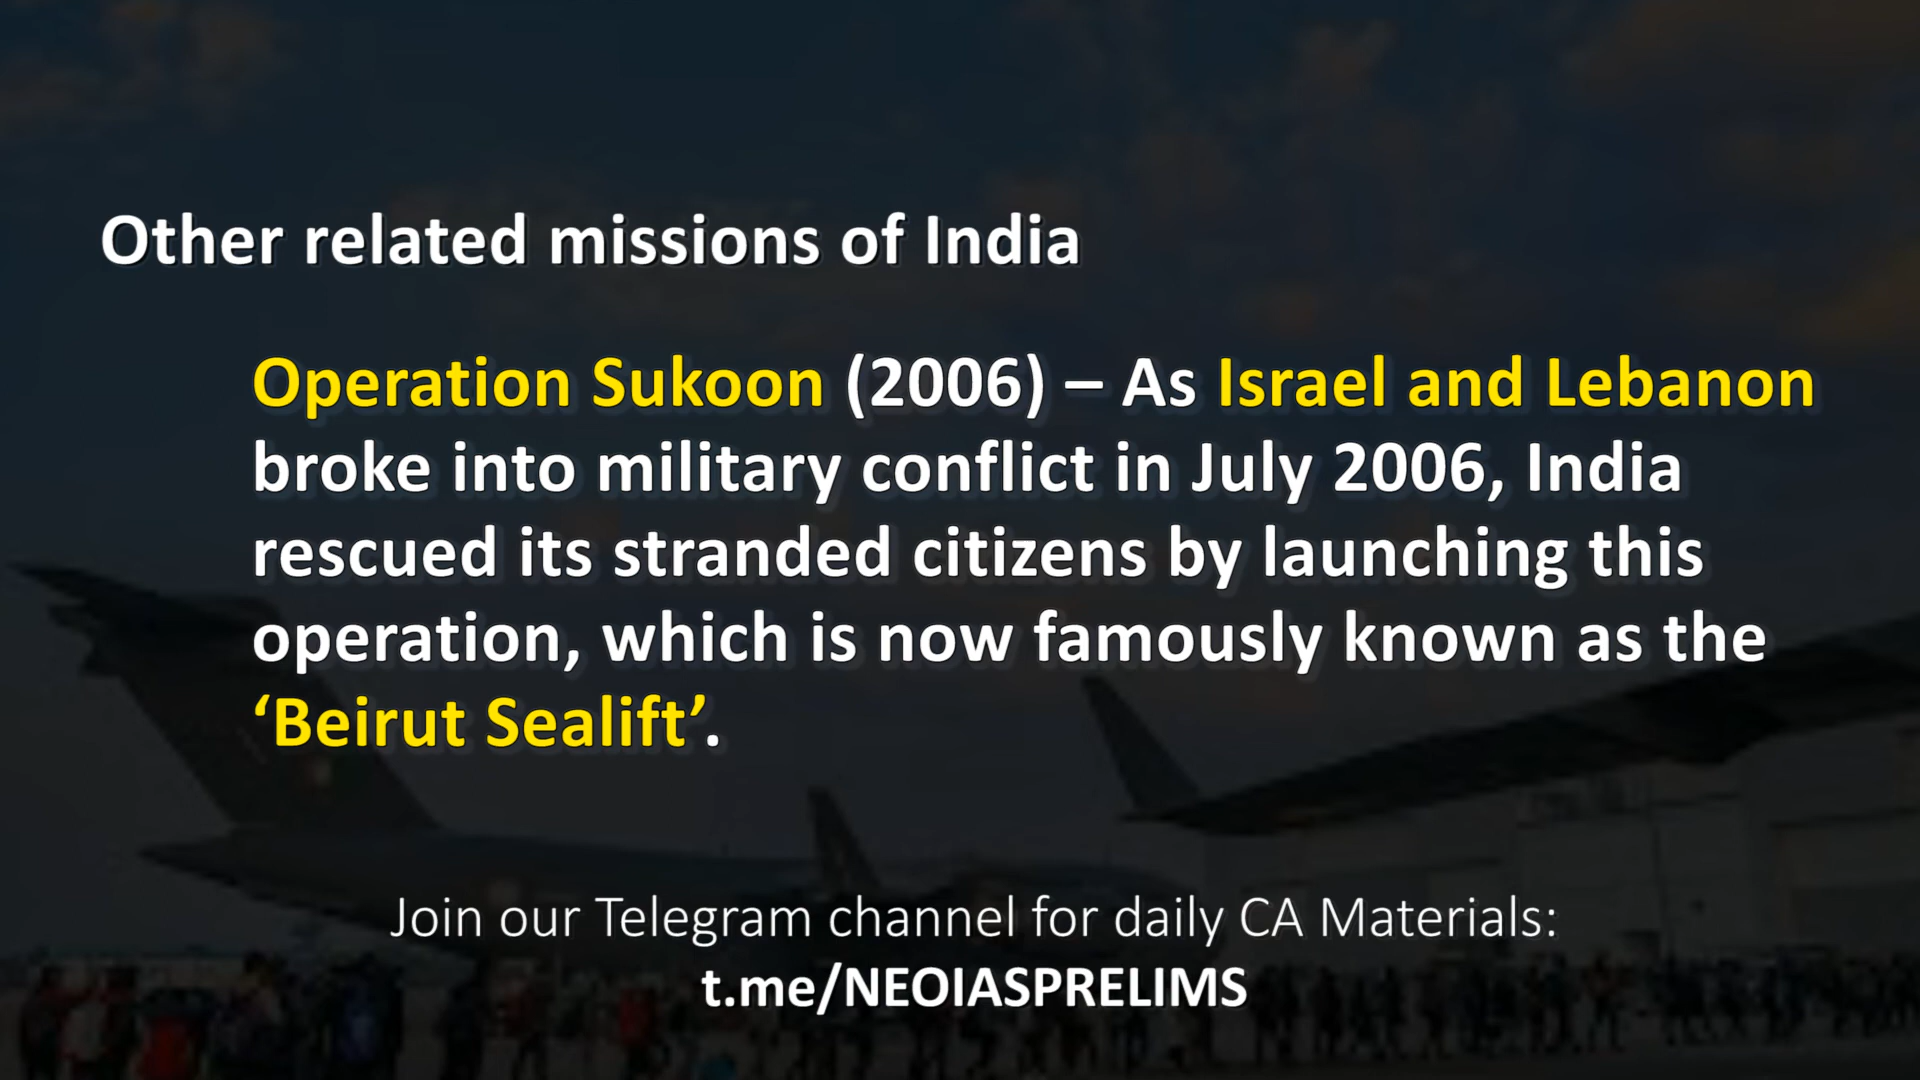 Other related missions of India
Operation Sukoon (2006) – As Israel and Lebanon
broke into military conflict in July 2006, India
rescued its stranded citizens by launching this
operation, which is now famously known as the
‘Beirut Sealift’.
Join our Telegram channel for daily CA Materials:
t.me/NEOIASPRELIMS